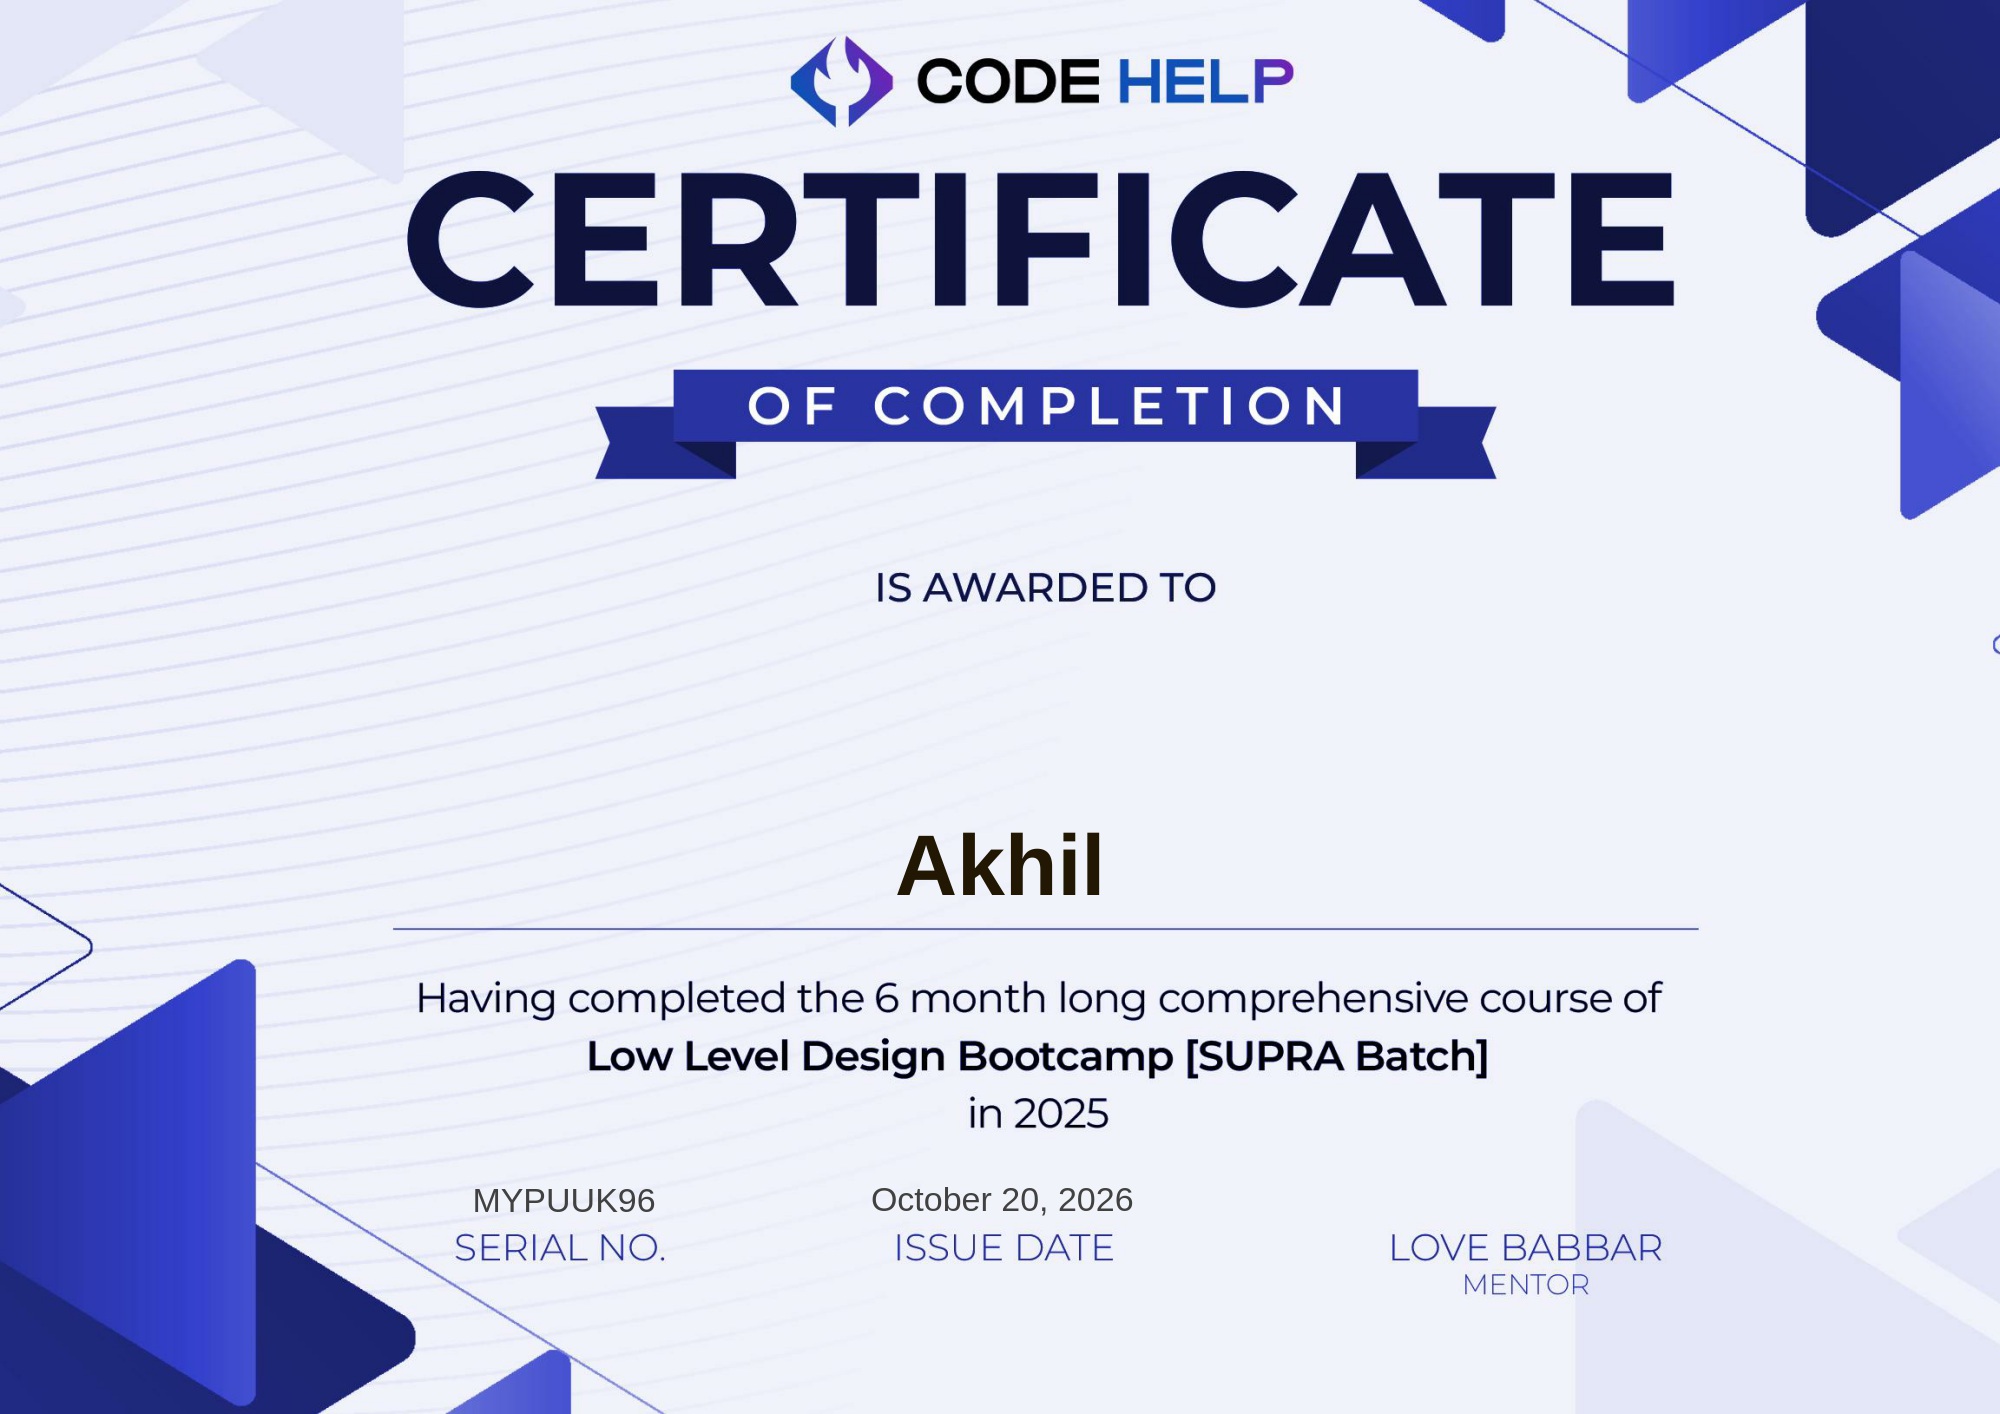 CODE HELP
CERTIFICATE
OF COMPLETION
IS AWARDED TO
Akhil
Having completed the 6 month long comprehensive course of
Low Level Design Bootcamp [SUPRA Batch]
in 2025
MYPUUK96
SERIAL NO.
October 20, 2026
ISSUE DATE
LOVE BABBAR
MENTOR